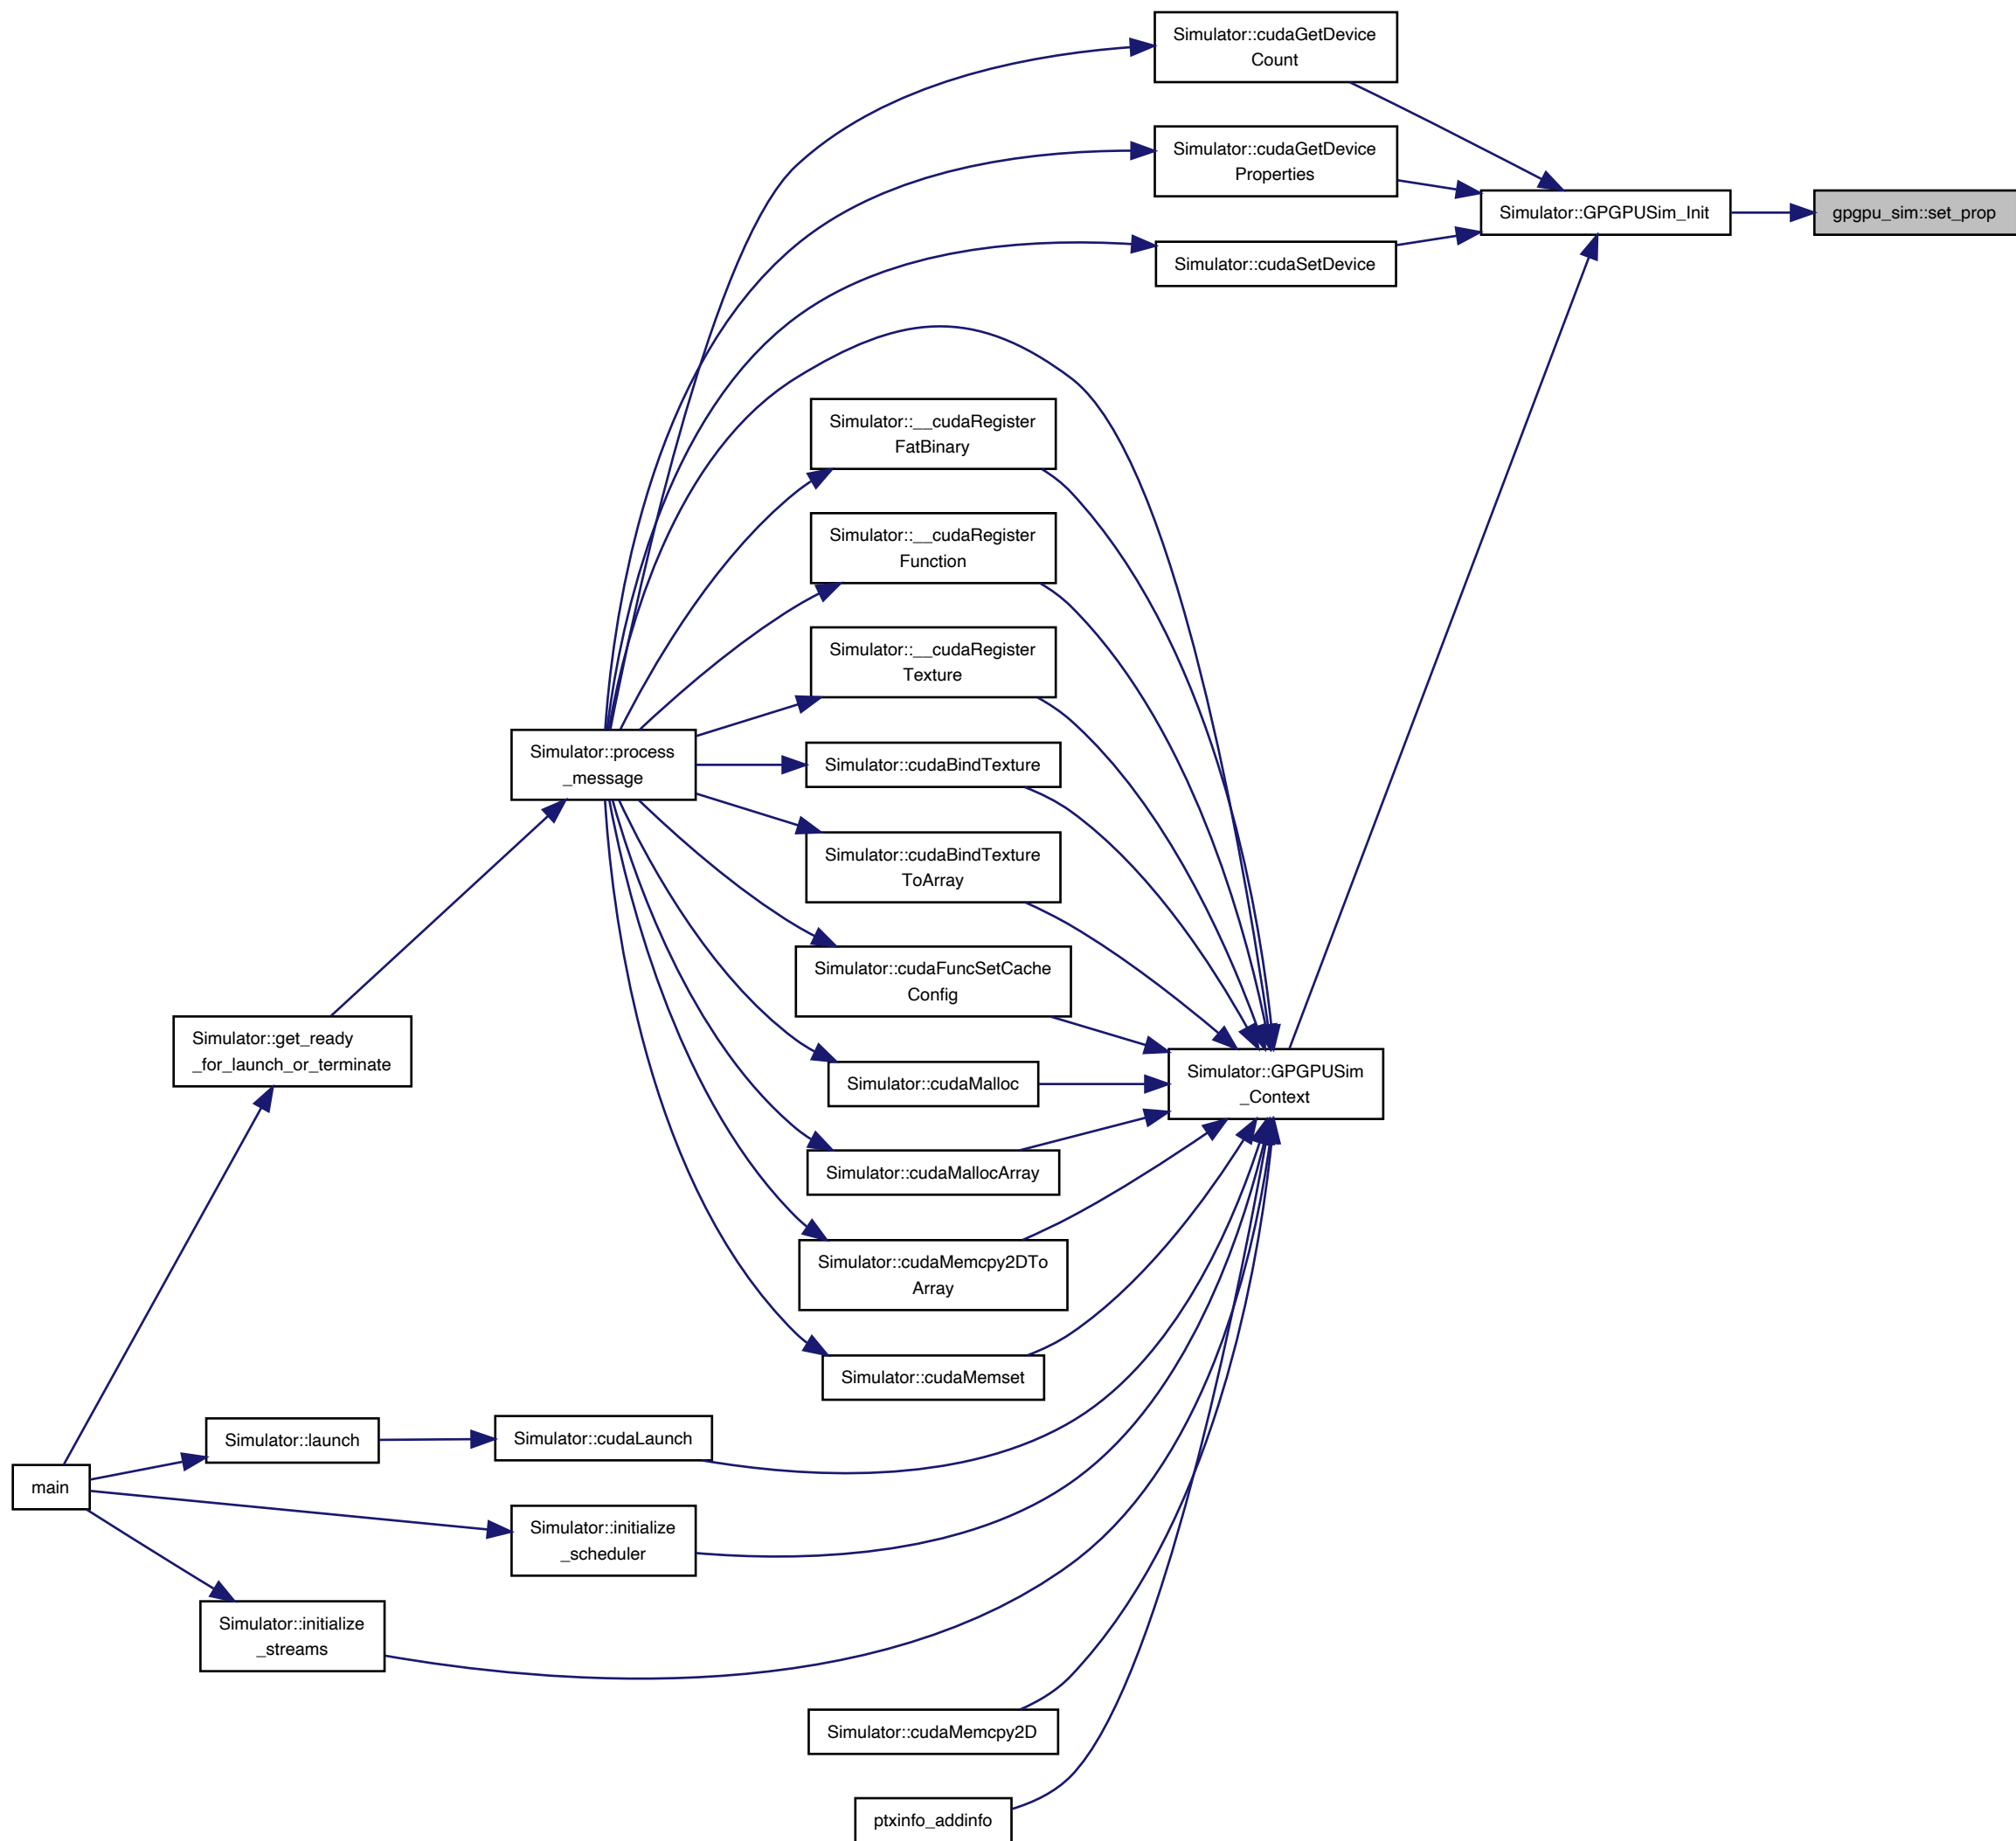 Simulator::cudaGetDevice
Count
Simulator::cudaGetDevice
Properties
Simulator::GPGPUSim_Init
gpgpu_sim::set_prop
Simulator::cudaSetDevice
Simulator::__cudaRegister
FatBinary
Simulator::__cudaRegister
Function
Simulator::__cudaRegister
Texture
Simulator::process
_message
Simulator::cudaBindTexture
Simulator::cudaBindTexture
ToArray
Simulator::cudaFuncSetCache
Config
Simulator::get_ready
_for_launch_or_terminate
Simulator::cudaMalloc
Simulator::GPGPUSim
_Context
Simulator::cudaMallocArray
Simulator::cudaMemcpy2DTo
Array
Simulator::cudaMemset
Simulator::launch
Simulator::cudaLaunch
main
Simulator::initialize
_scheduler
Simulator::initialize
_streams
Simulator::cudaMemcpy2D
ptxinfo_addinfo